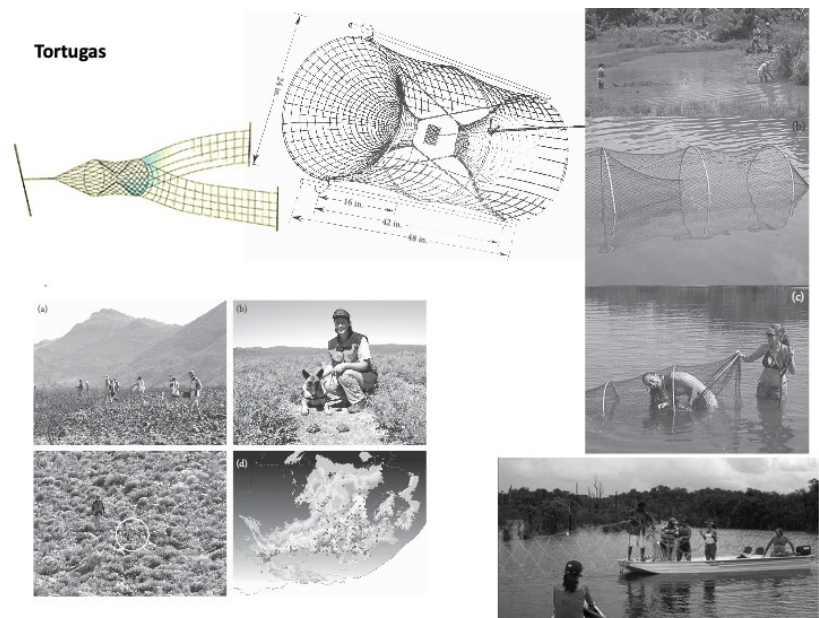 Tortugas
24 in.
16 in.
42 in.
48 in.
(b)
(c)
(a)
(b)
(d)